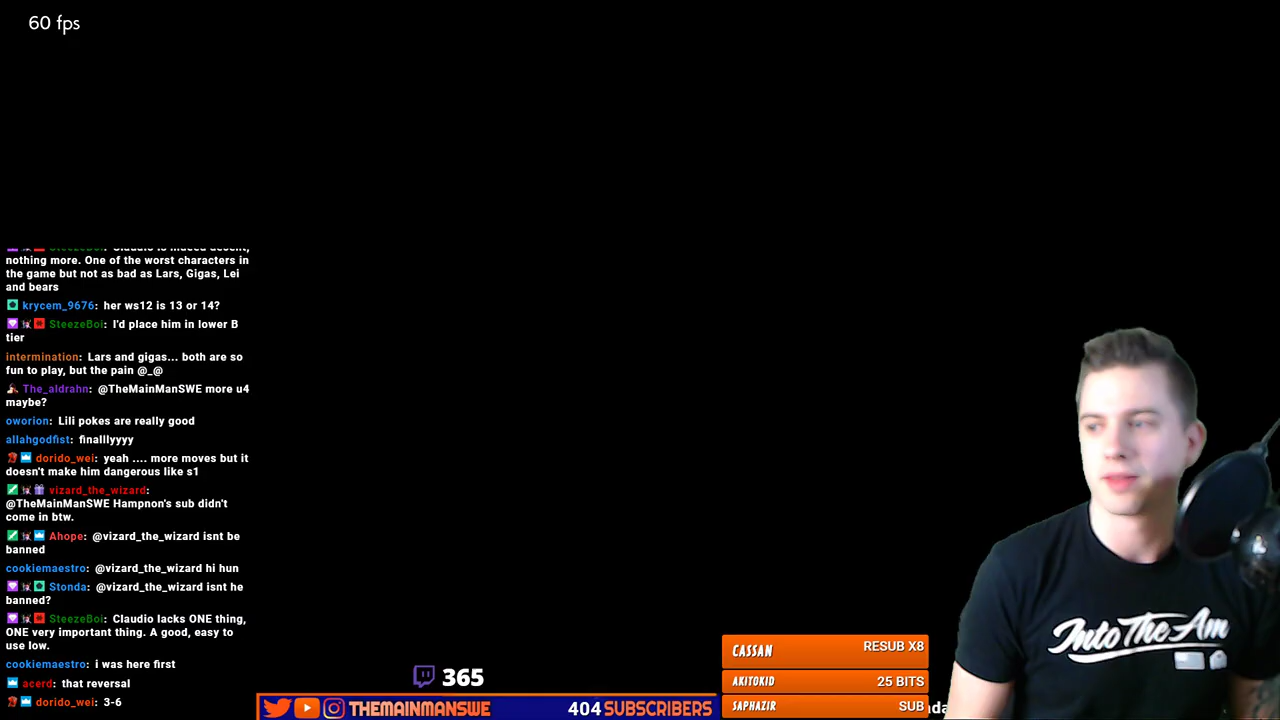 60 fps
nothing more. One of the worst characters in
the game but not as bad as Lars, Gigas, Lei
and bears
krycem_9676: her ws12 is 13 or 14?
SteezeBoi: I'd place him in lower B
tier
intermination: Lars and gigas... both are so
fun to play, but the pain @_@
The_aldrahn: @TheMainManSWE more u4
maybe?
oworion: Lili pokes are really good
allahgodfist: finalllyyyy
dorido_wei: yeah .... more moves but it
doesn't make him dangerous like s1
vizard_the_wizard:
@TheMainManSWE Hampnon's sub didn't
come in btw.
Ahope: @vizard_the_wizard isnt be
banned
cookiemaestro: @vizard_the_wizard hi hun
Stonda: @vizard_the_wizard isnt he
banned?
SteezeBoi: Claudio lacks ONE thing,
ONE very important thing. A good, easy to
use low.
cookiemaestro: i was here first
acerd: that reversal
dorido_wei: 3-6
365
THEMAINMANSWE 404 SUBSCRIBERS
CASSAN RESUB X8
AKITOKID 25 BITS
SAPHAZIR SUB
Into The Am